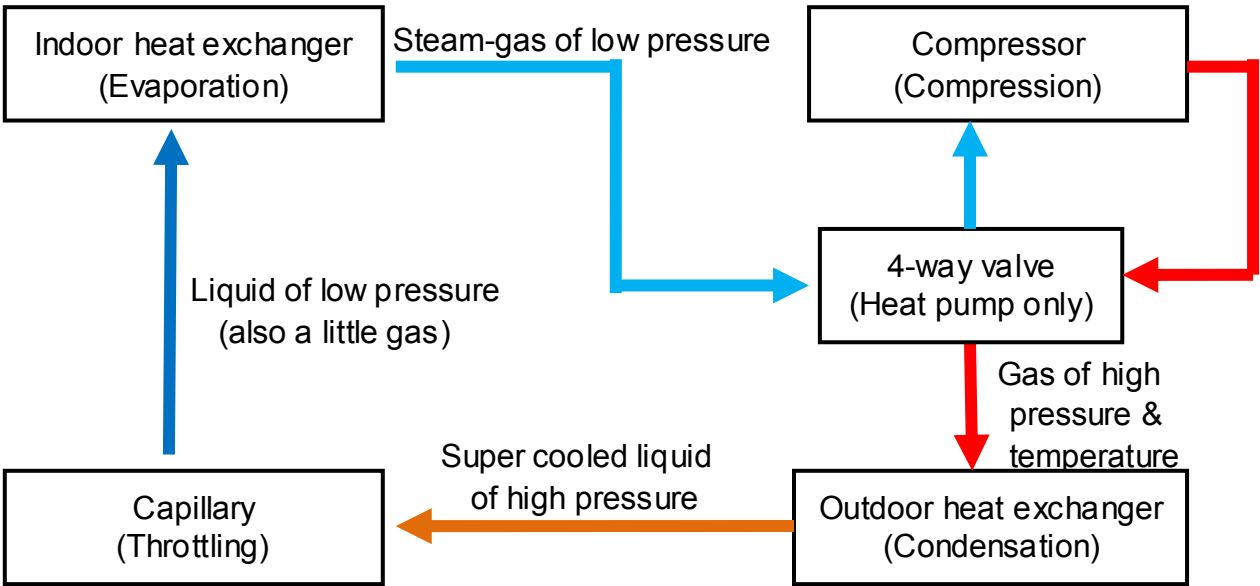 Indoor heat exchanger
(Evaporation)
Steam-gas of low pressure
Compressor
(Compression)
Liquid of low pressure
(also a little gas)
4-way valve
(Heat pump only)
Gas of high
pressure &
temperature
Super cooled liquid
of high pressure
Capillary
(Throttling)
Outdoor heat exchanger
(Condensation)